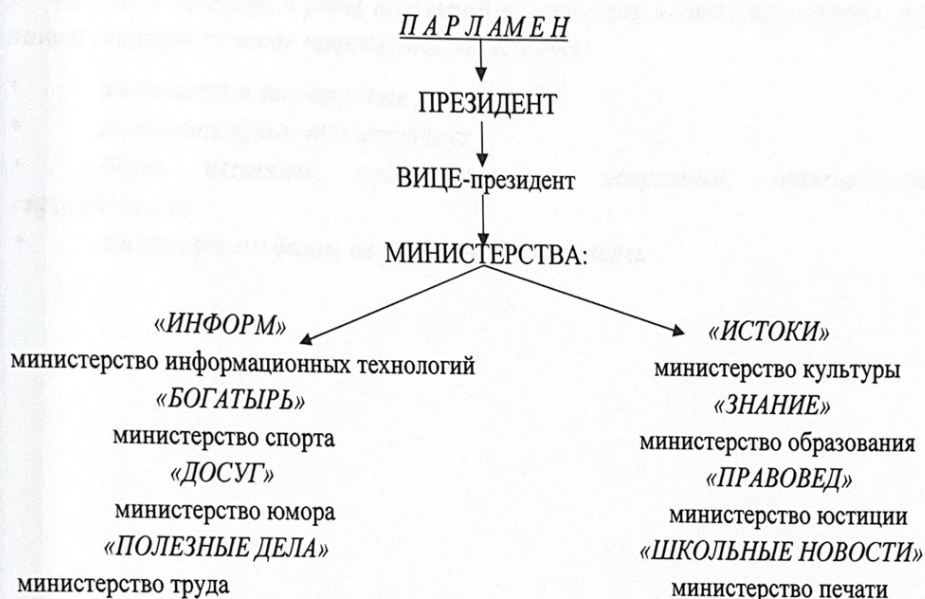 ПАРЛАМЕН
ПРЕЗИДЕНТ
ВИЦЕ-президент
МИНИСТЕРСТВА:
«ИНФОРМ»
министерство информационных технологий
«БОГАТЫРЬ»
министерство спорта
«ДОСУГ»
министерство юмора
«ПОЛЕЗНЫЕ ДЕЛА»
министерство труда
«ИСТОКИ»
министерство культуры
«ЗНАНИЕ»
министерство образования
«ПРАВОВЕД»
министерство юстиции
«ШКОЛЬНЫЕ НОВОСТИ»
министерство печати